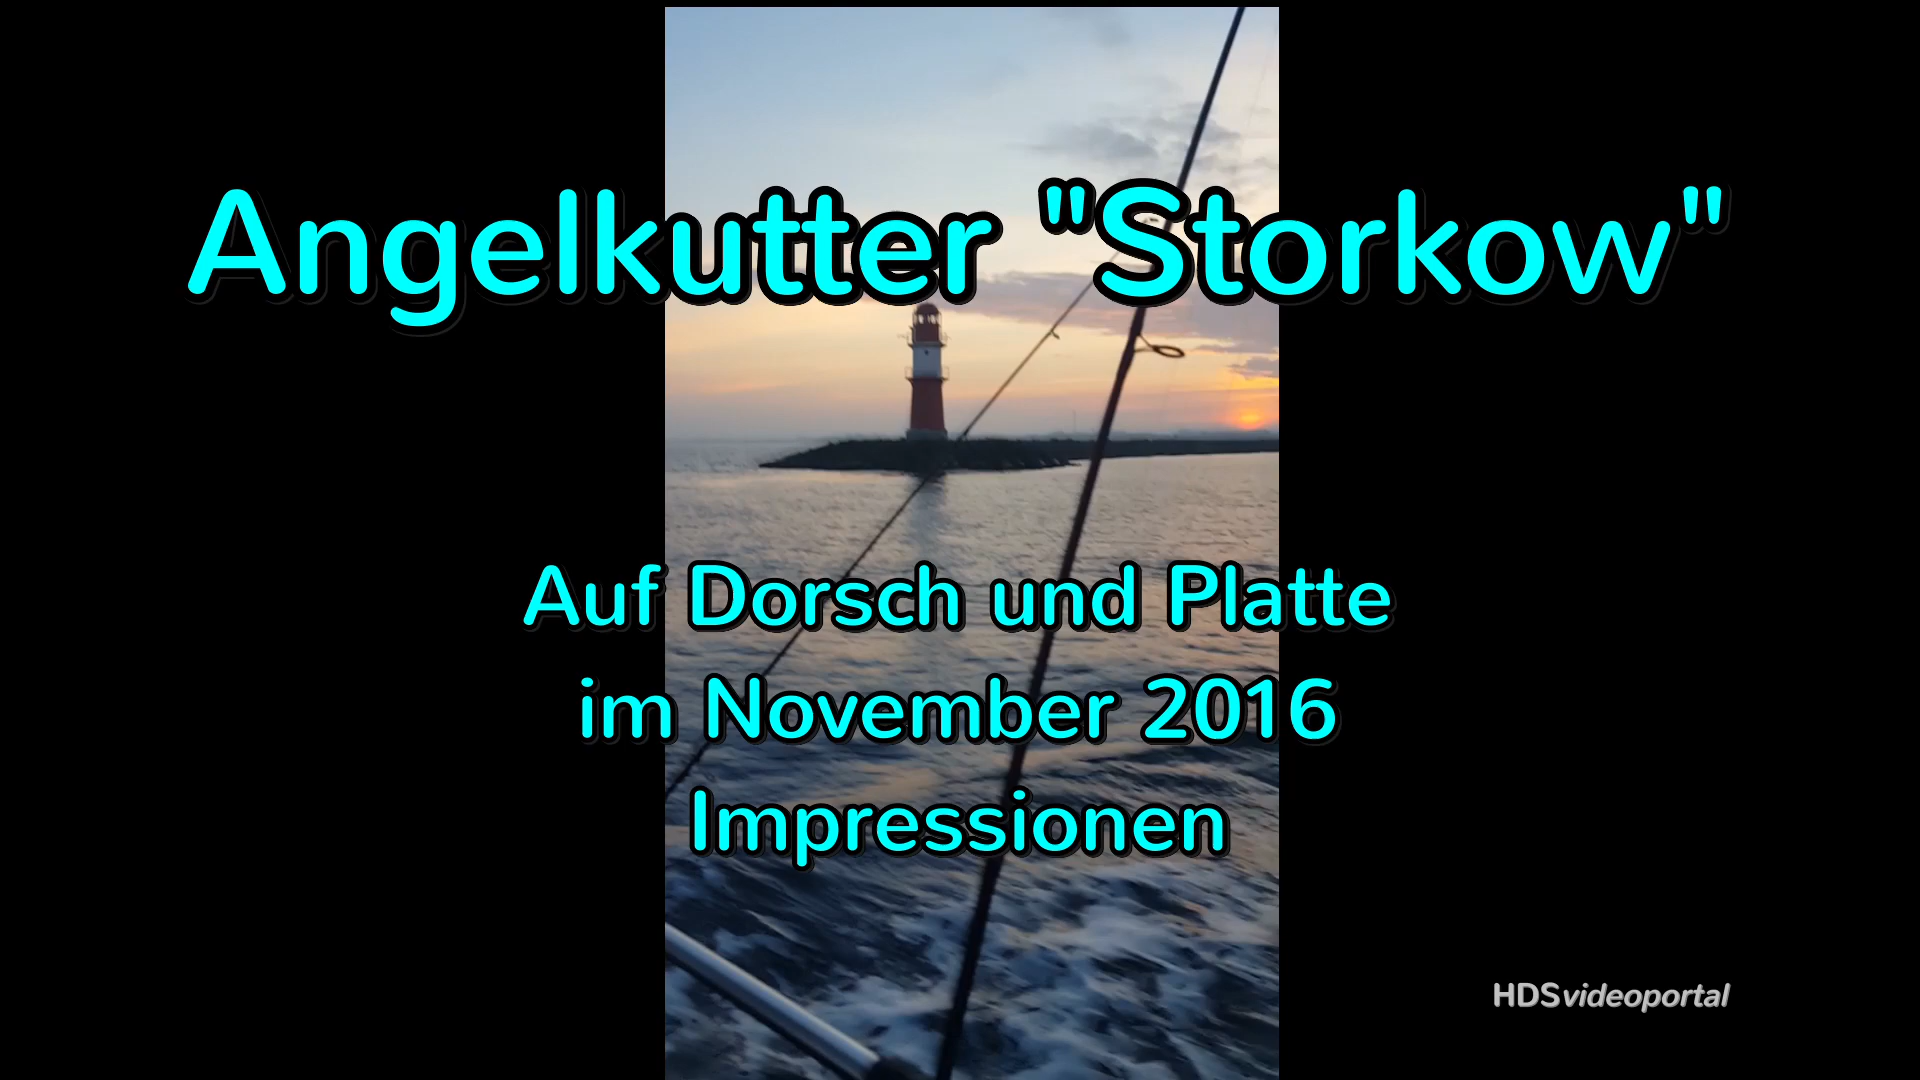 Angelkutter "Storkow"
Auf Dorsch und Platte
im November 2016
Impressionen
HDSvideoportal